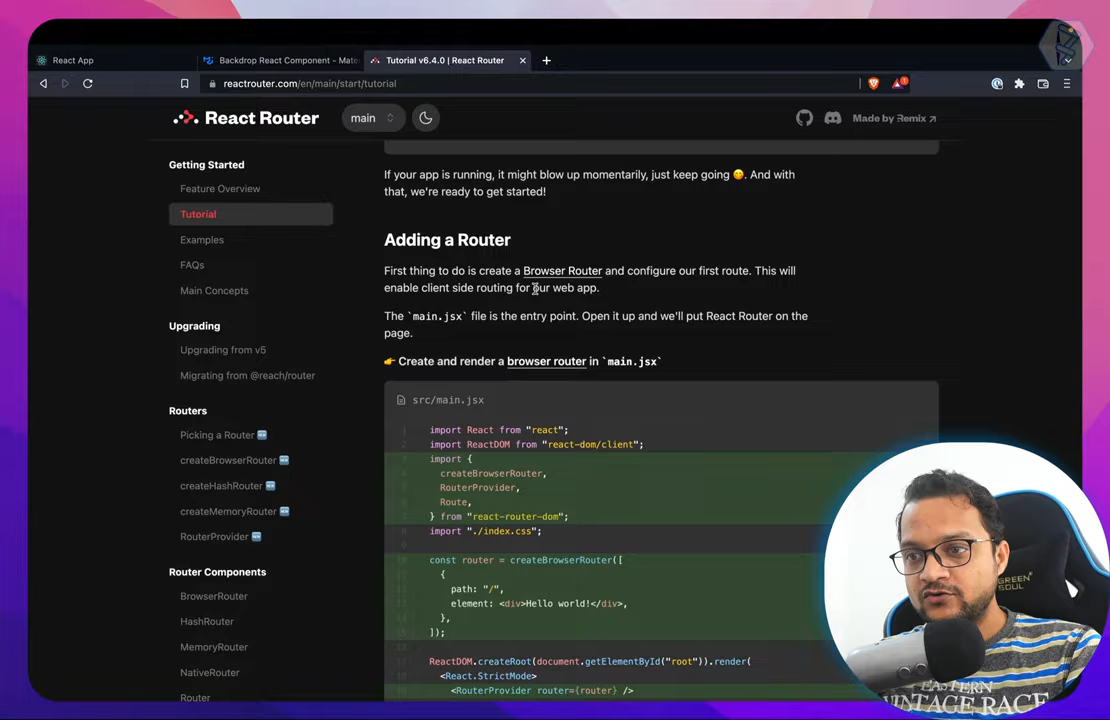 React App
Backdrop React Component - Mate
Tutorial v6.4.0 | React Router
reactrouter.com/en/main/start/tutorial
1
React Router
main
Made by Remix ↗
Getting Started
Feature Overview
Tutorial
Examples
FAQs
Main Concepts
Upgrading
Upgrading from v5
Migrating from @reach/router
Routers
Picking a Router 🆕
createBrowserRouter 🆕
createHashRouter 🆕
createMemoryRouter 🆕
RouterProvider 🆕
Router Components
BrowserRouter
HashRouter
MemoryRouter
NativeRouter
Router
If your app is running, it might blow up momentarily, just keep going 😋. And with
that, we're ready to get started!
Adding a Router
First thing to do is create a Browser Router and configure our first route. This will
enable client side routing for our web app.
The `main.jsx` file is the entry point. Open it up and we'll put React Router on the
page.
👉 Create and render a browser router in `main.jsx`
src/main.jsx
import React from "react";
import ReactDOM from "react-dom/client";
import {
createBrowserRouter,
RouterProvider,
Route,
} from "react-router-dom";
import "./index.css";
const router = createBrowserRouter([
{
path: "/",
element: <div>Hello world!</div>,
},
]);
ReactDOM.createRoot(document.getElementById("root")).render(
<React.StrictMode>
<RouterProvider router={router} />
GREEN
SOUL
EASTERN
VINTAGE RACE